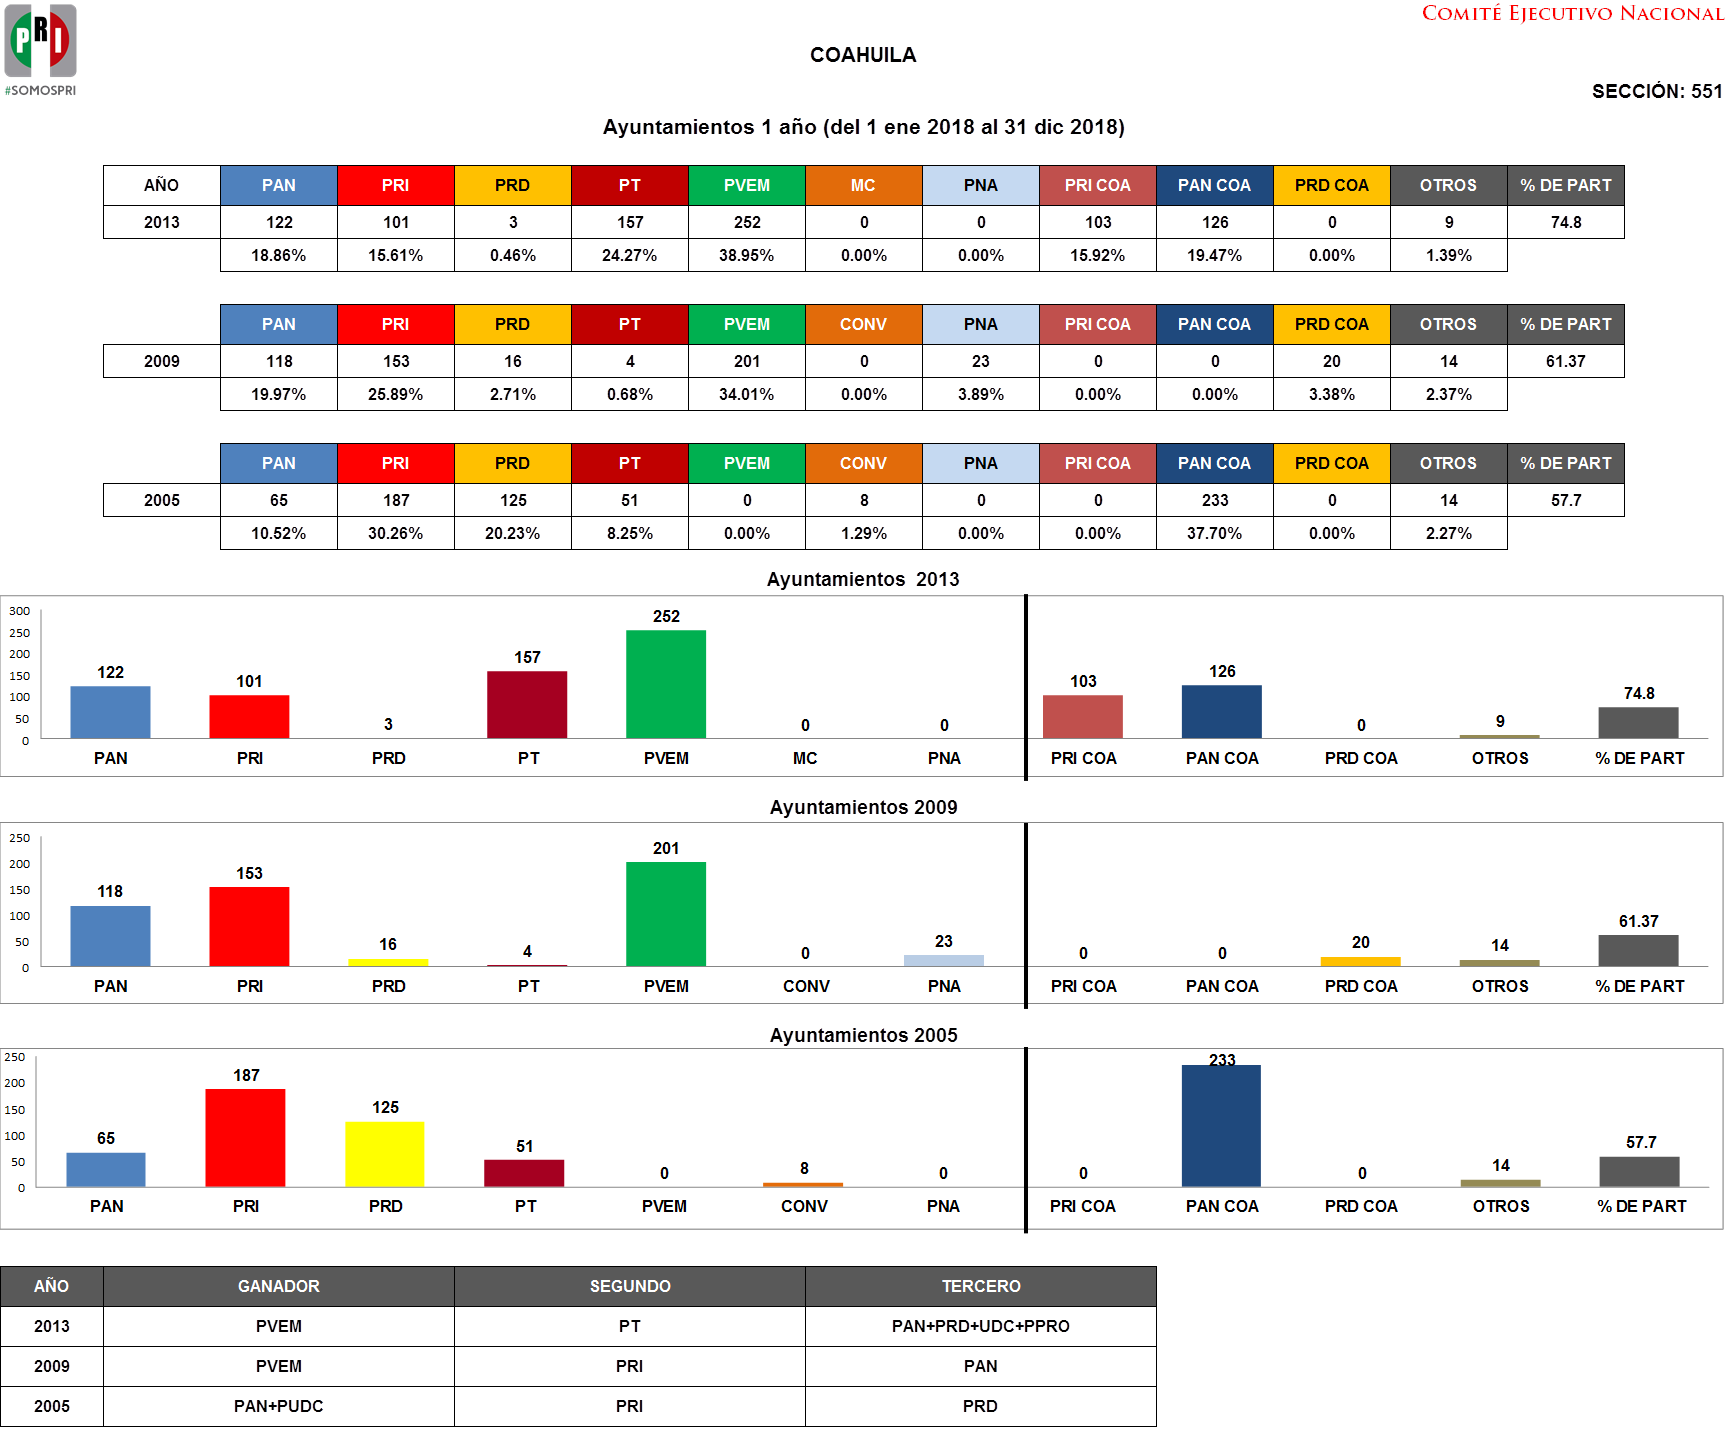 COMITÉ EJECUTIVO NACIONAL
PRI
#SOMOSPRI
COAHUILA
SECCIÓN: 551
Ayuntamientos 1 año (del 1 ene 2018 al 31 dic 2018)
AÑO PAN PRI PRD PT PVEM MC PNA PRI COA PAN COA PRD COA OTROS % DE PART
2013 122 101 3 157 252 0 0 103 126 0 9 74.8
18.86% 15.61% 0.46% 24.27% 38.95% 0.00% 0.00% 15.92% 19.47% 0.00% 1.39%
PAN PRI PRD PT PVEM CONV PNA PRI COA PAN COA PRD COA OTROS % DE PART
2009 118 153 16 4 201 0 23 0 0 20 14 61.37
19.97% 25.89% 2.71% 0.68% 34.01% 0.00% 3.89% 0.00% 0.00% 3.38% 2.37%
PAN PRI PRD PT PVEM CONV PNA PRI COA PAN COA PRD COA OTROS % DE PART
2005 65 187 125 51 0 8 0 0 233 0 14 57.7
10.52% 30.26% 20.23% 8.25% 0.00% 1.29% 0.00% 0.00% 37.70% 0.00% 2.27%
Ayuntamientos 2013
300
250
200
150
100
50
0
122 101 3 157 252 0 0 103 126 0 9 74.8
PAN PRI PRD PT PVEM MC PNA PRI COA PAN COA PRD COA OTROS % DE PART
Ayuntamientos 2009
250
200
150
100
50
0
118 153 16 4 201 0 23 0 0 20 14 61.37
PAN PRI PRD PT PVEM CONV PNA PRI COA PAN COA PRD COA OTROS % DE PART
Ayuntamientos 2005
250
200
150
100
50
0
65 187 125 51 0 8 0 0 233 0 14 57.7
PAN PRI PRD PT PVEM CONV PNA PRI COA PAN COA PRD COA OTROS % DE PART
AÑO GANADOR SEGUNDO TERCERO
2013 PVEM PT PAN+PRD+UDC+PPRO
2009 PVEM PRI PAN
2005 PAN+PUDC PRI PRD